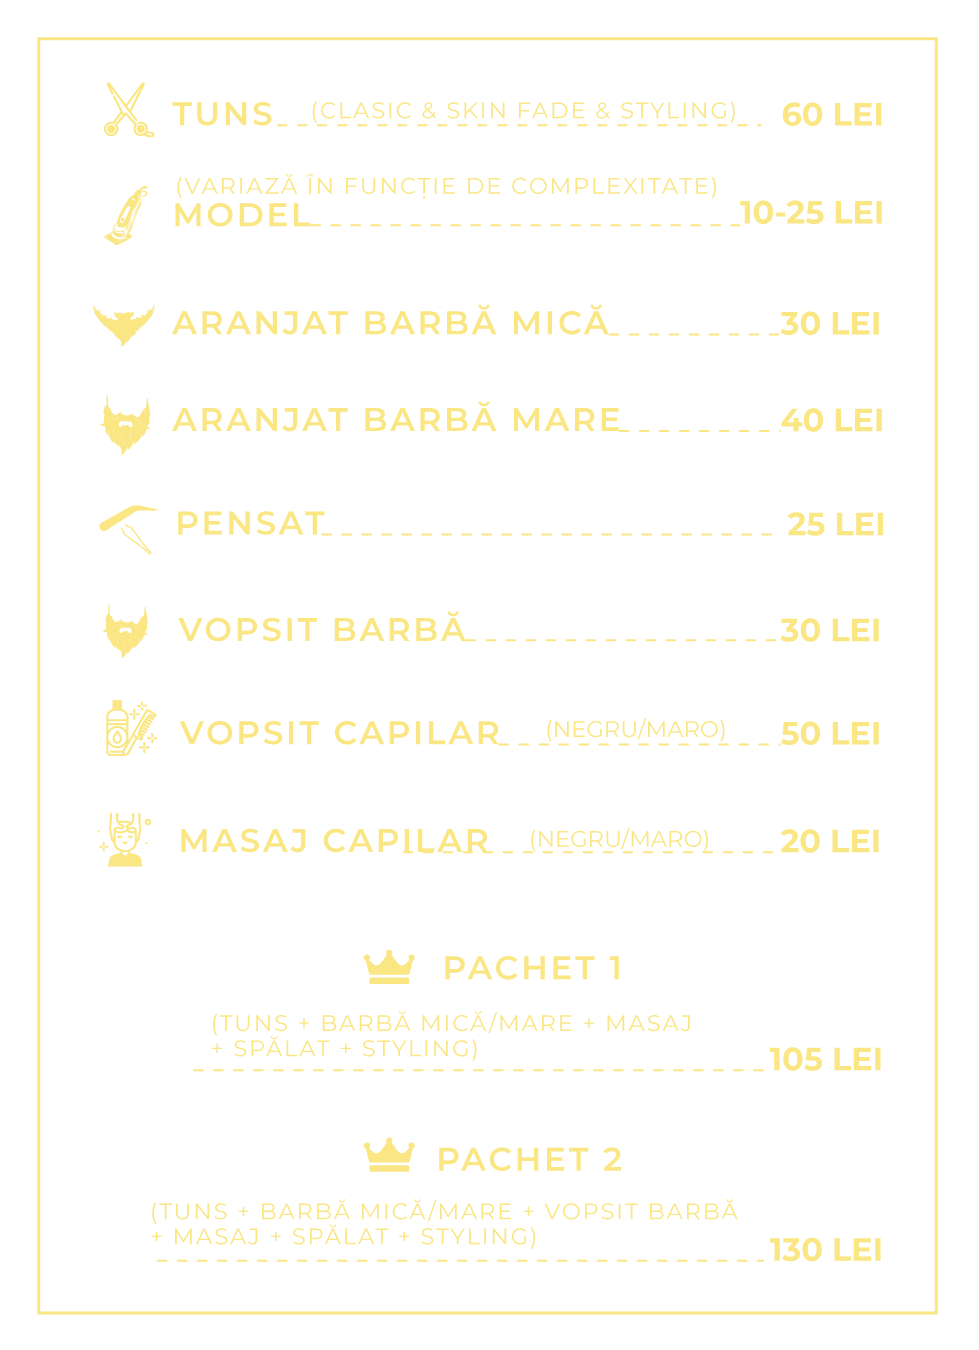 TUNS (CLASIC & SKIN FADE & STYLING) 60 LEI
(VARIAZĂ ÎN FUNCȚIE DE COMPLEXITATE)
MODEL 10-25 LEI
ARANJAT BARBĂ MICĂ 30 LEI
ARANJAT BARBĂ MARE 40 LEI
PENSAT 25 LEI
VOPSIT BARBĂ 30 LEI
VOPSIT CAPILAR (NEGRU/MARO) 50 LEI
MASAJ CAPILAR (NEGRU/MARO) 20 LEI
PACHET 1
(TUNS + BARBĂ MICĂ/MARE + MASAJ
+ SPĂLAT + STYLING)
105 LEI
PACHET 2
(TUNS + BARBĂ MICĂ/MARE + VOPSIT BARBĂ
+ MASAJ + SPĂLAT + STYLING)
130 LEI